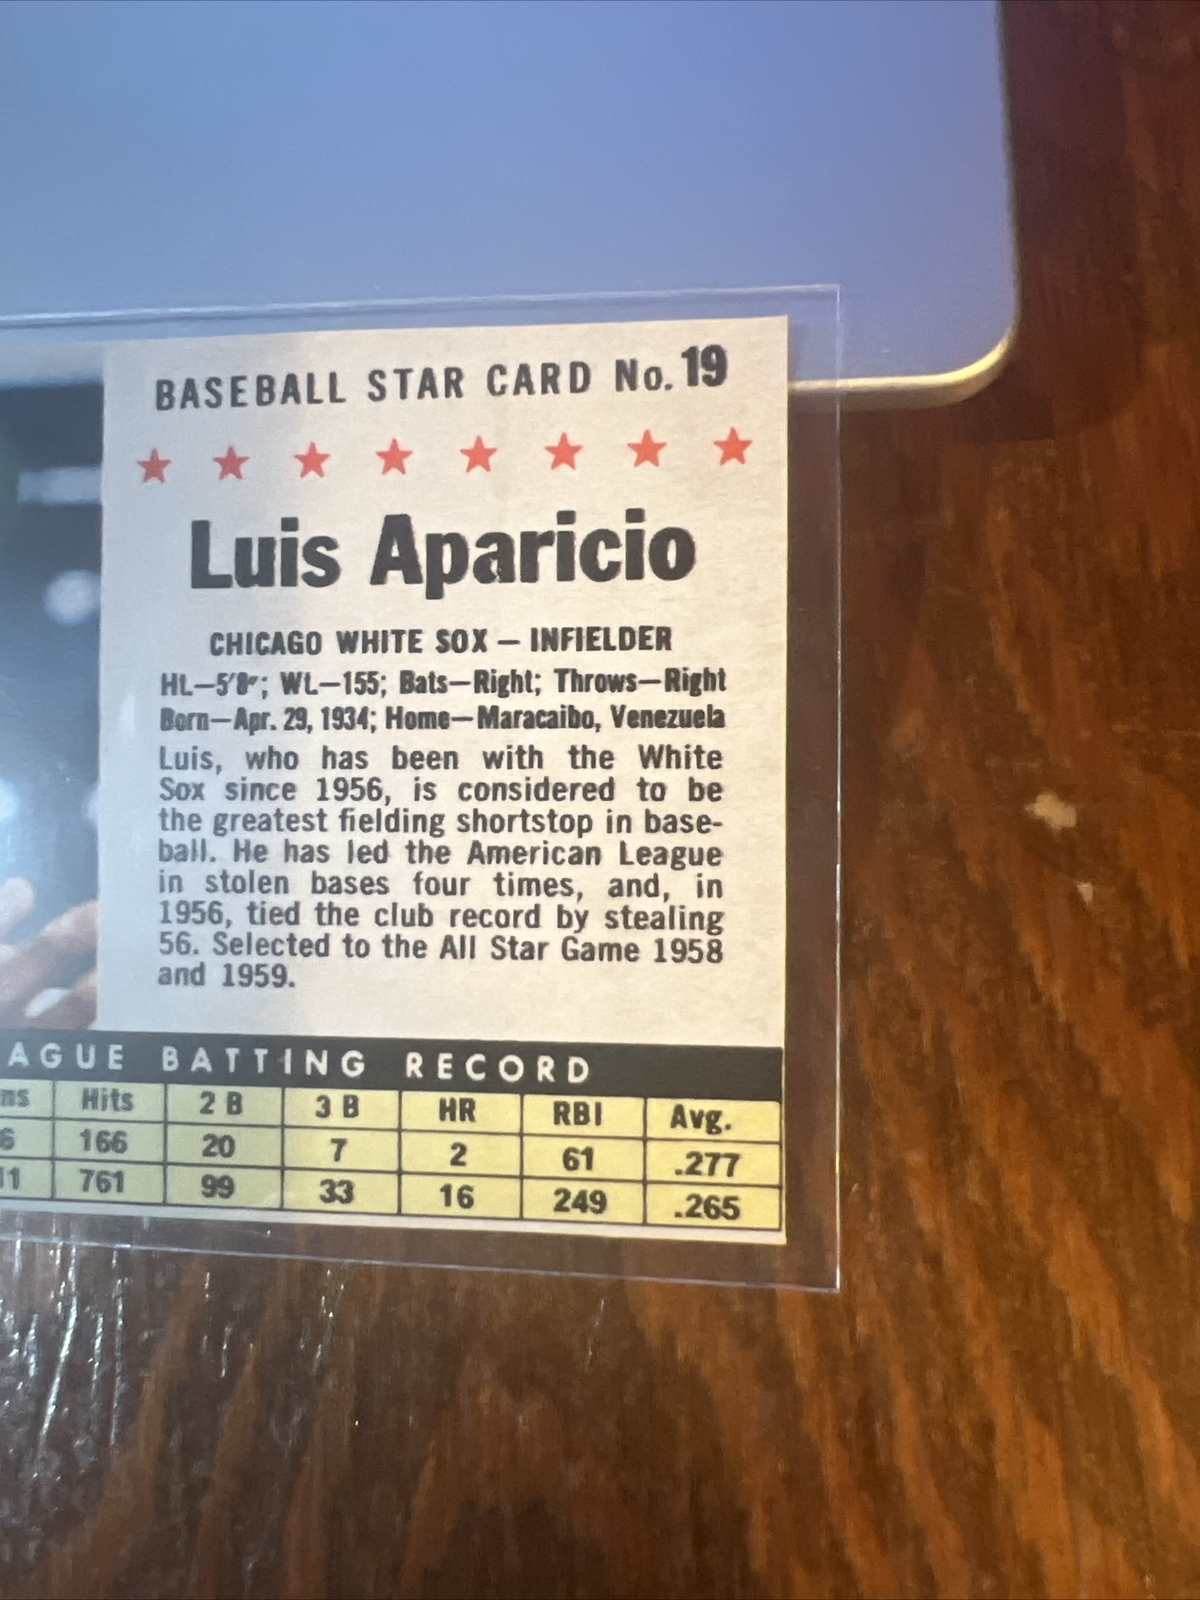 BASEBALL STAR CARD No. 19
Luis Aparicio
CHICAGO WHITE SOX — INFIELDER
Ht.—5'8"; Wt.—155; Bats—Right; Throws—Right
Born—Apr. 29, 1934; Home—Maracaibo, Venezuela
Luis, who has been with the White
Sox since 1956, is considered to be
the greatest fielding shortstop in base-
ball. He has led the American League
in stolen bases four times, and, in
1956, tied the club record by stealing
56. Selected to the All Star Game 1958
and 1959.
AGUE BATTING RECORD
ns Hits 2 B 3 B HR RBI Avg.
6 166 20 7 2 61 .277
11 761 99 33 16 249 .265